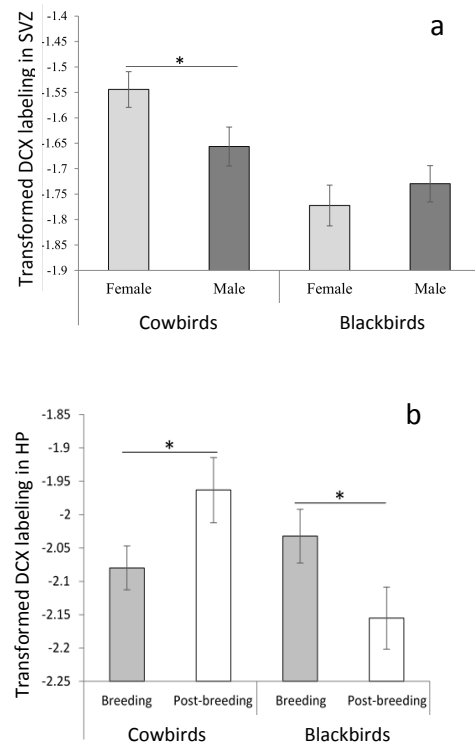 a
Transformed DCX labeling in SVZ
-1.4
-1.5
-1.55
-1.6
-1.65
-1.7
-1.75
-1.8
-1.85
-1.9
*
Female Male Female Male
Cowbirds Blackbirds
b
Transformed DCX labeling in HP
-1.85
-1.9
-1.95
-2
-2.05
-2.1
-2.15
-2.2
-2.25
* *
Breeding Post-breeding Breeding Post-breeding
Cowbirds Blackbirds